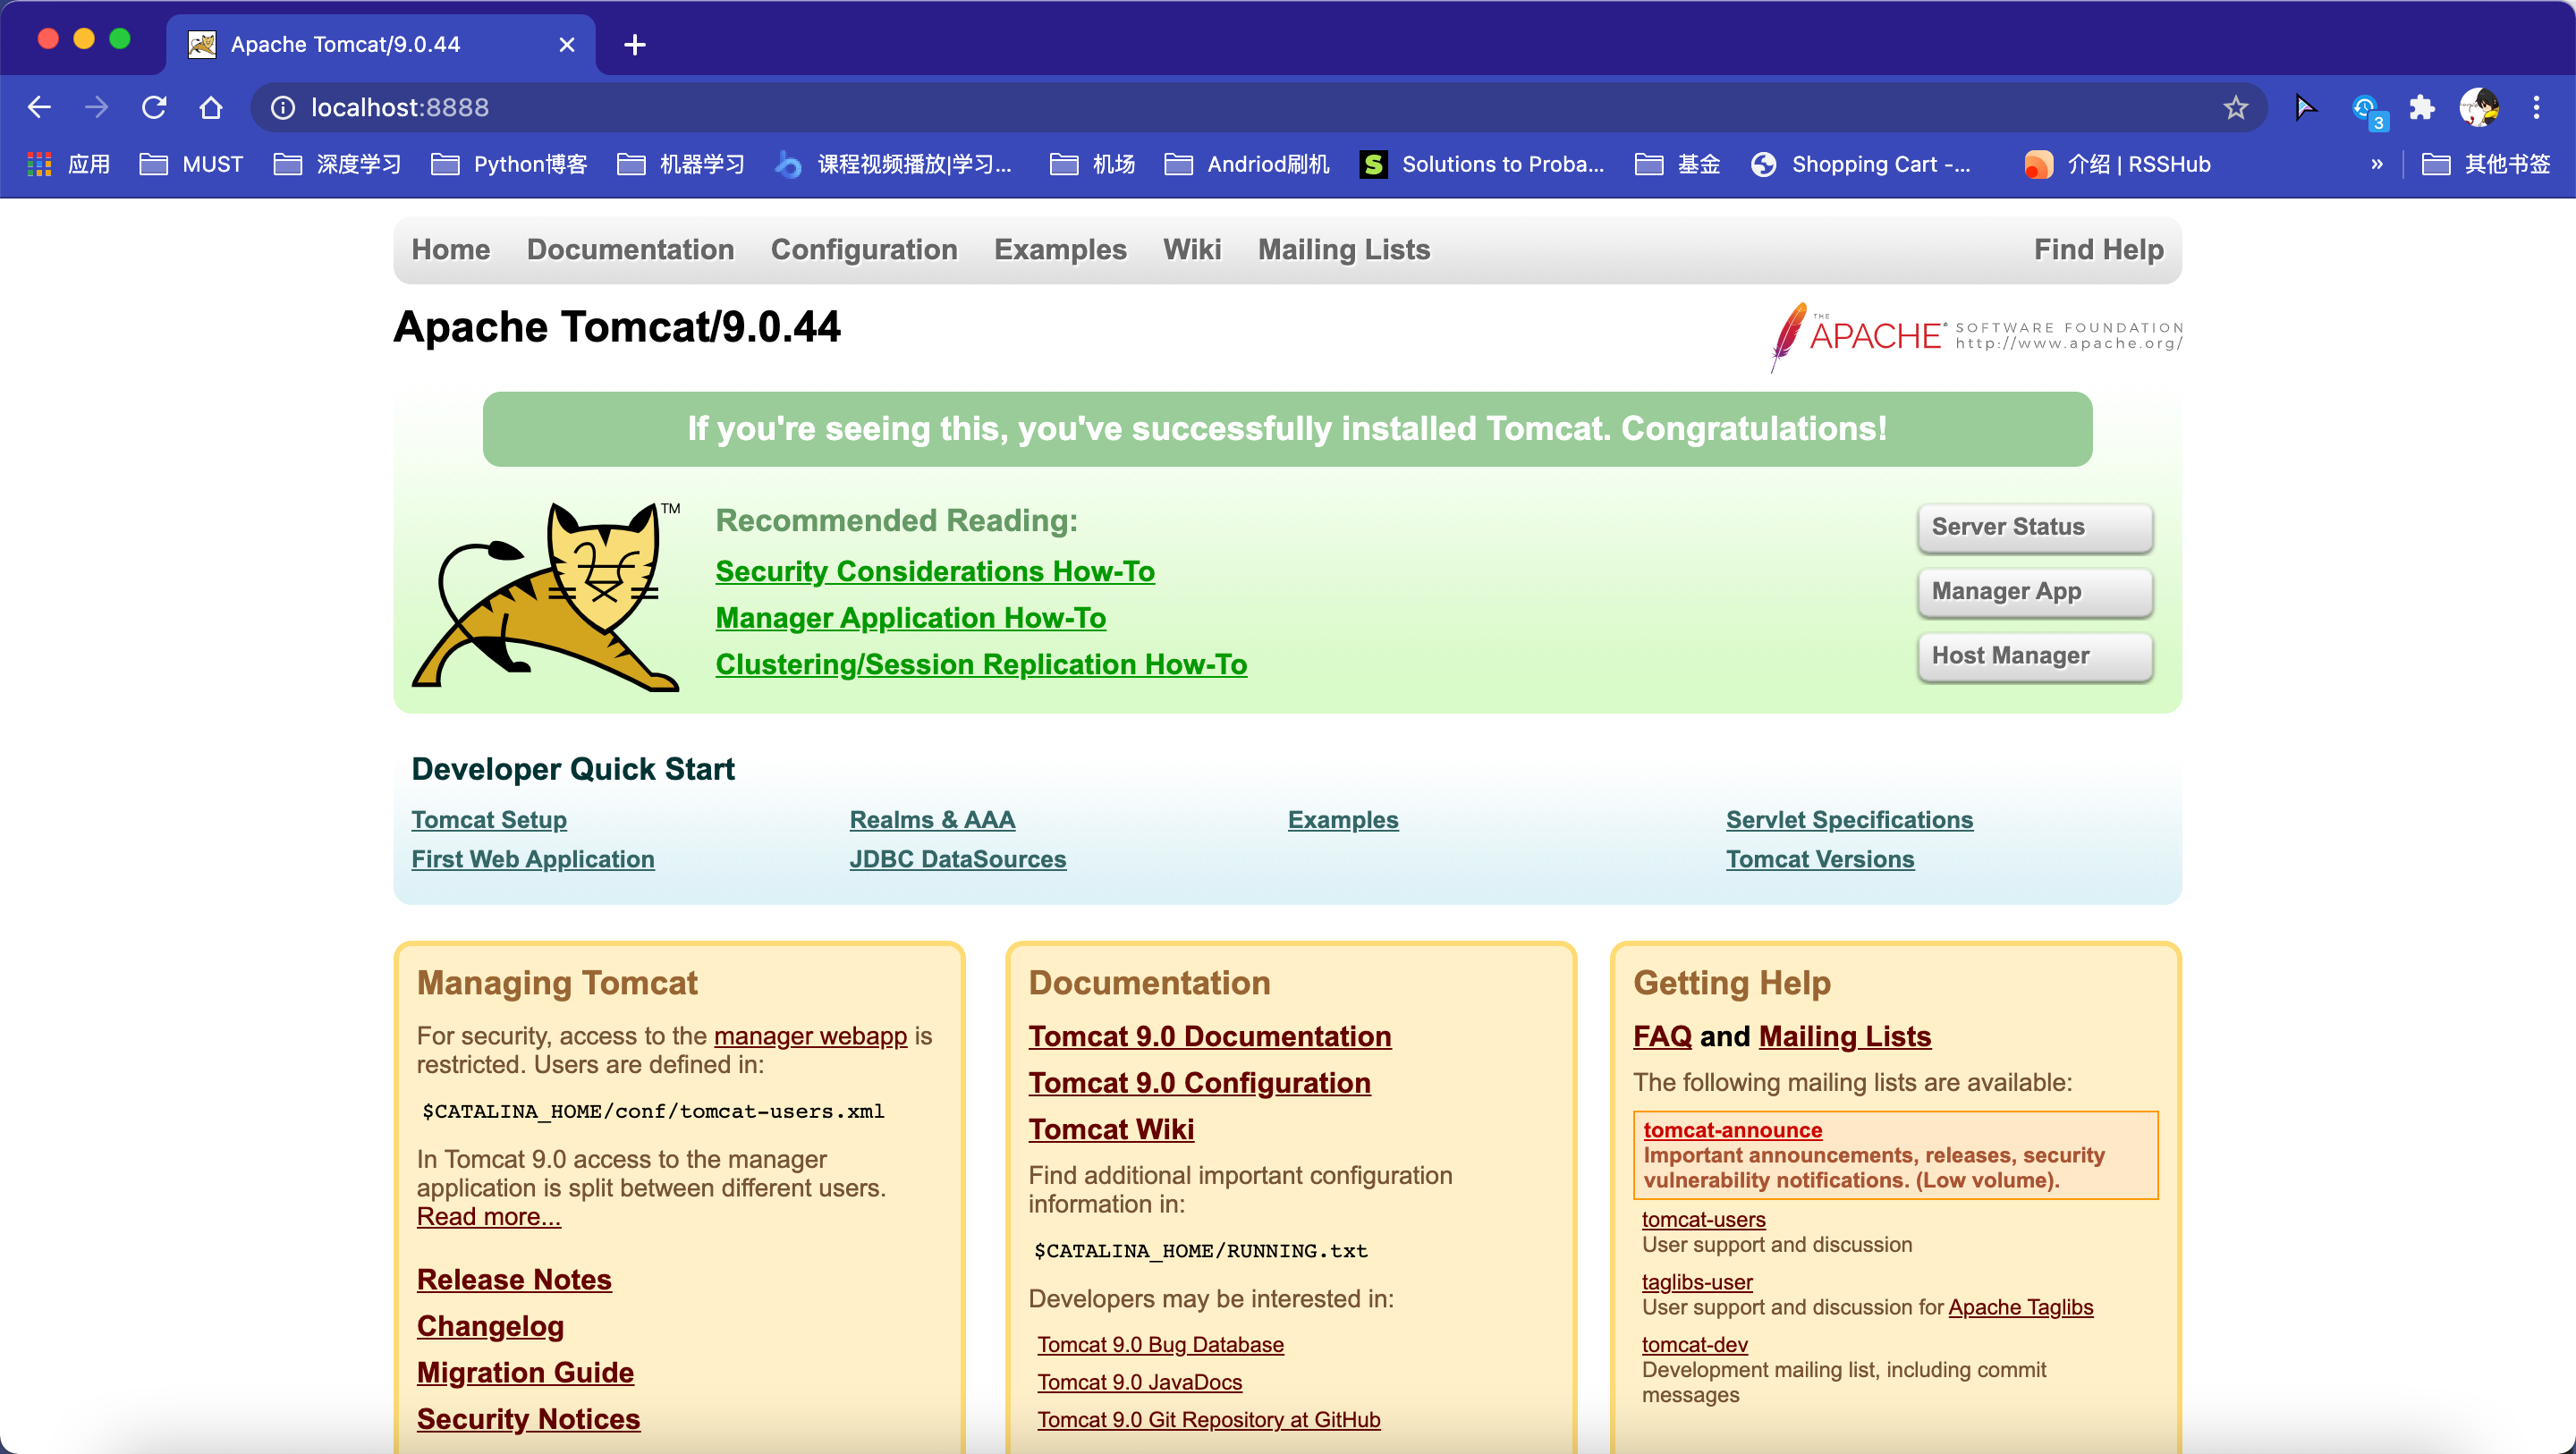 Apache Tomcat/9.0.44
localhost:8888
3
应用 MUST 深度学习 Python博客 机器学习 课程视频播放|学习... 机场 Andriod刷机 Solutions to Proba... 基金 Shopping Cart -... 介绍 | RSSHub » 其他书签
Home Documentation Configuration Examples Wiki Mailing Lists Find Help
Apache Tomcat/9.0.44
THE APACHE® SOFTWARE FOUNDATION
http://www.apache.org/
If you're seeing this, you've successfully installed Tomcat. Congratulations!
TM
Recommended Reading:
Security Considerations How-To
Manager Application How-To
Clustering/Session Replication How-To
Server Status
Manager App
Host Manager
Developer Quick Start
Tomcat Setup
First Web Application
Realms & AAA
JDBC DataSources
Examples
Servlet Specifications
Tomcat Versions
Managing Tomcat
For security, access to the manager webapp is
restricted. Users are defined in:
$CATALINA_HOME/conf/tomcat-users.xml
In Tomcat 9.0 access to the manager
application is split between different users.
Read more...
Release Notes
Changelog
Migration Guide
Security Notices
Documentation
Tomcat 9.0 Documentation
Tomcat 9.0 Configuration
Tomcat Wiki
Find additional important configuration
information in:
$CATALINA_HOME/RUNNING.txt
Developers may be interested in:
Tomcat 9.0 Bug Database
Tomcat 9.0 JavaDocs
Tomcat 9.0 Git Repository at GitHub
Getting Help
FAQ and Mailing Lists
The following mailing lists are available:
tomcat-announce
Important announcements, releases, security
vulnerability notifications. (Low volume).
tomcat-users
User support and discussion
taglibs-user
User support and discussion for Apache Taglibs
tomcat-dev
Development mailing list, including commit
messages